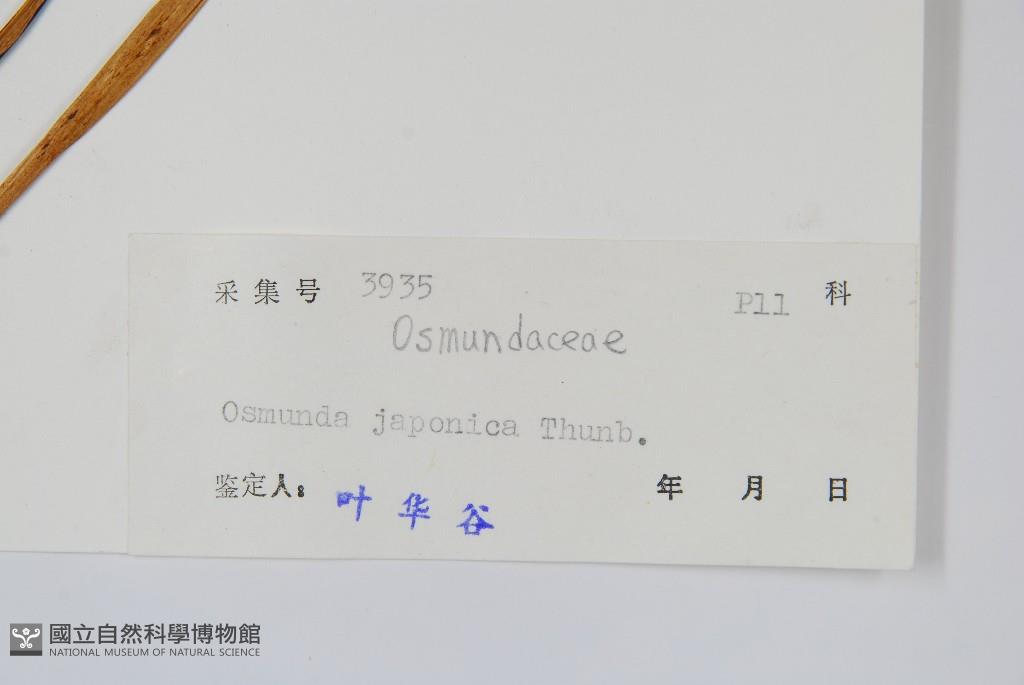 采集号 3935 P11 科
Osmundaceae
Osmunda japonica Thunb.
鉴定人: 叶华谷 年 月 日
國立自然科學博物館
NATIONAL MUSEUM OF NATURAL SCIENCE